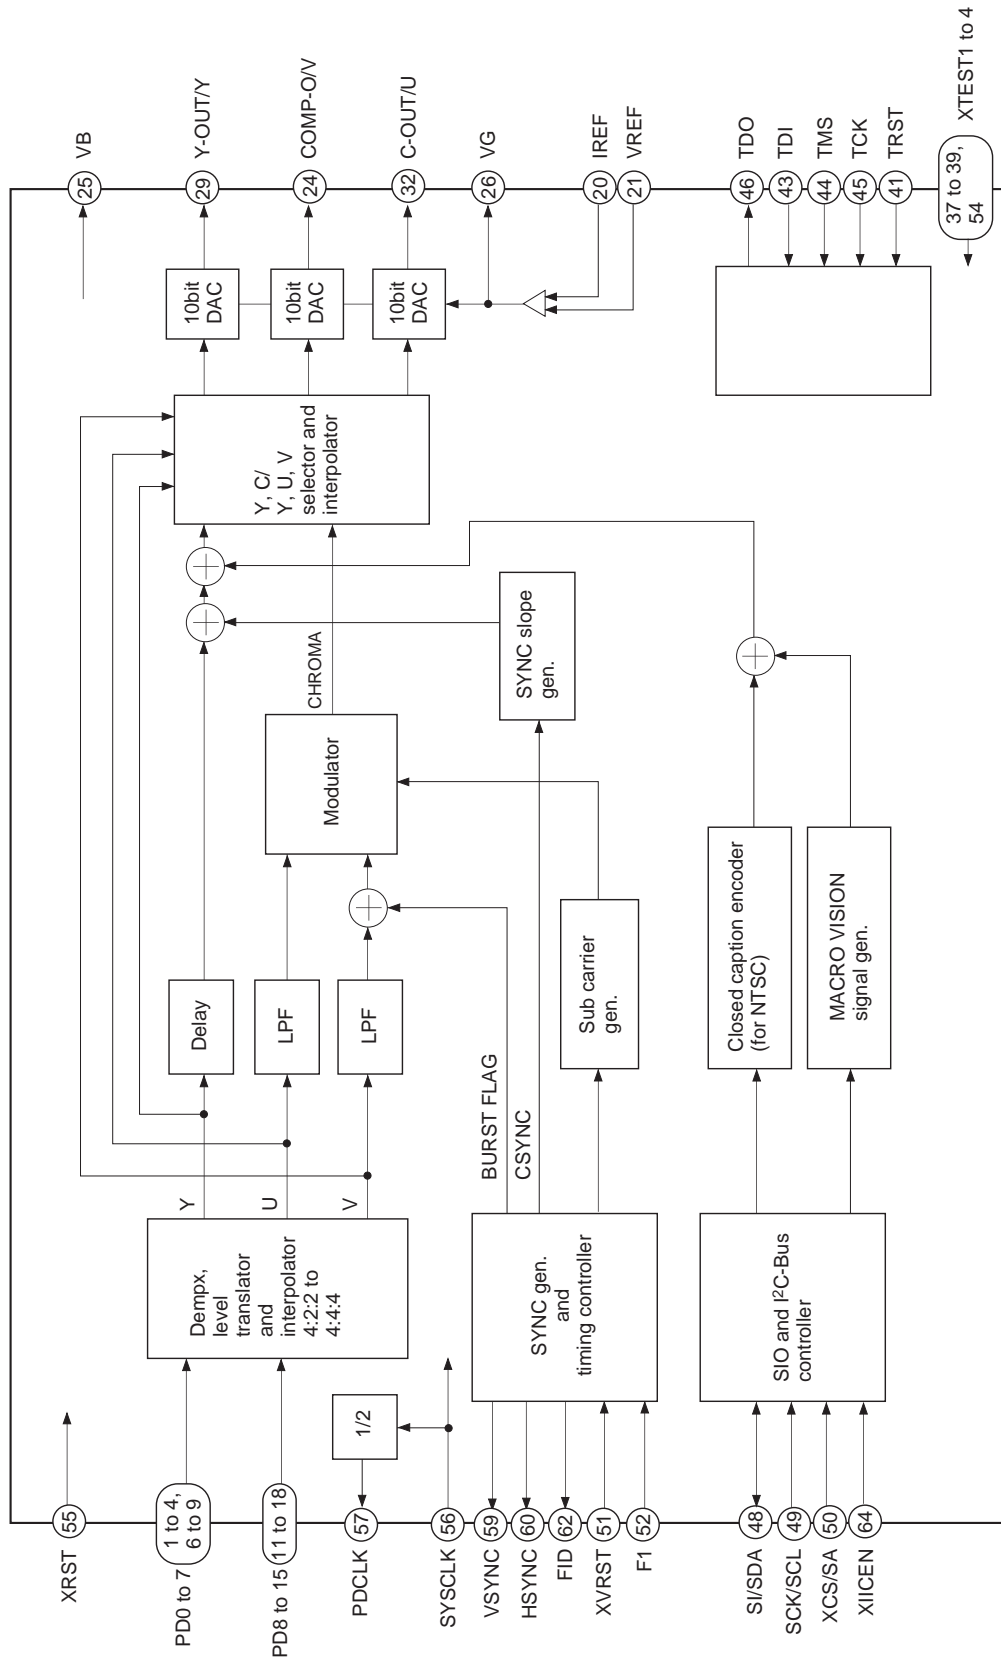 XRST
55
PD0 to 7
1 to 4,
6 to 9
PD8 to 15
11 to 18
PDCLK
57
SYSCLK
56
VSYNC
59
HSYNC
60
FID
62
XVRST
51
F1
52
SI/SDA
48
SCK/SCL
49
XCS/SA
50
XIICEN
64
Dempx,
level
translator
and
interpolator
4:2:2 to
4:4:4
1/2
SYNC gen.
and
timing controller
SIO and I²C-Bus
controller
Y
U
V
BURST FLAG
CSYNC
Delay
LPF
LPF
Sub carrier
gen.
Closed caption encoder
(for NTSC)
MACRO VISION
signal gen.
Modulator
CHROMA
SYNC slope
gen.
Y, C/
Y, U, V
selector and
interpolator
10bit
DAC
10bit
DAC
10bit
DAC
25
VB
29
Y-OUT/Y
24
COMP-O/V
32
C-OUT/U
26
VG
20
IREF
21
VREF
46
TDO
43
TDI
44
TMS
45
TCK
41
TRST
37 to 39,
54
XTEST1 to 4